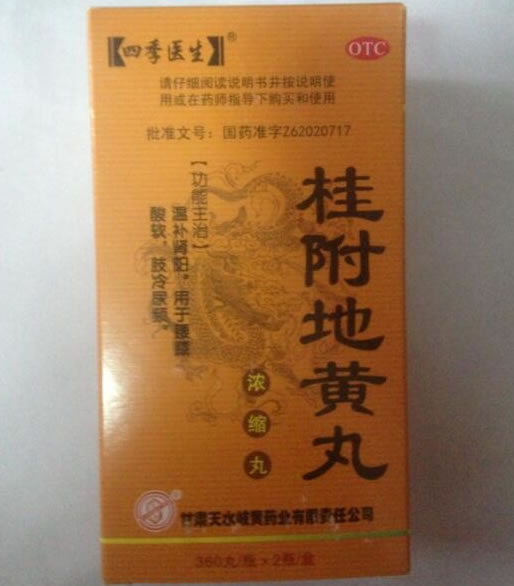 【四季医生】®
OTC
请仔细阅读说明书并按说明使
用或在药师指导下购买和使用
批准文号：国药准字Z62020717
桂附地黄丸
【功能主治】
温补肾阳。用于腰膝
酸软，肢冷尿频。
浓缩丸
甘肃天水岐黄药业有限责任公司
360丸/瓶×2瓶/盒